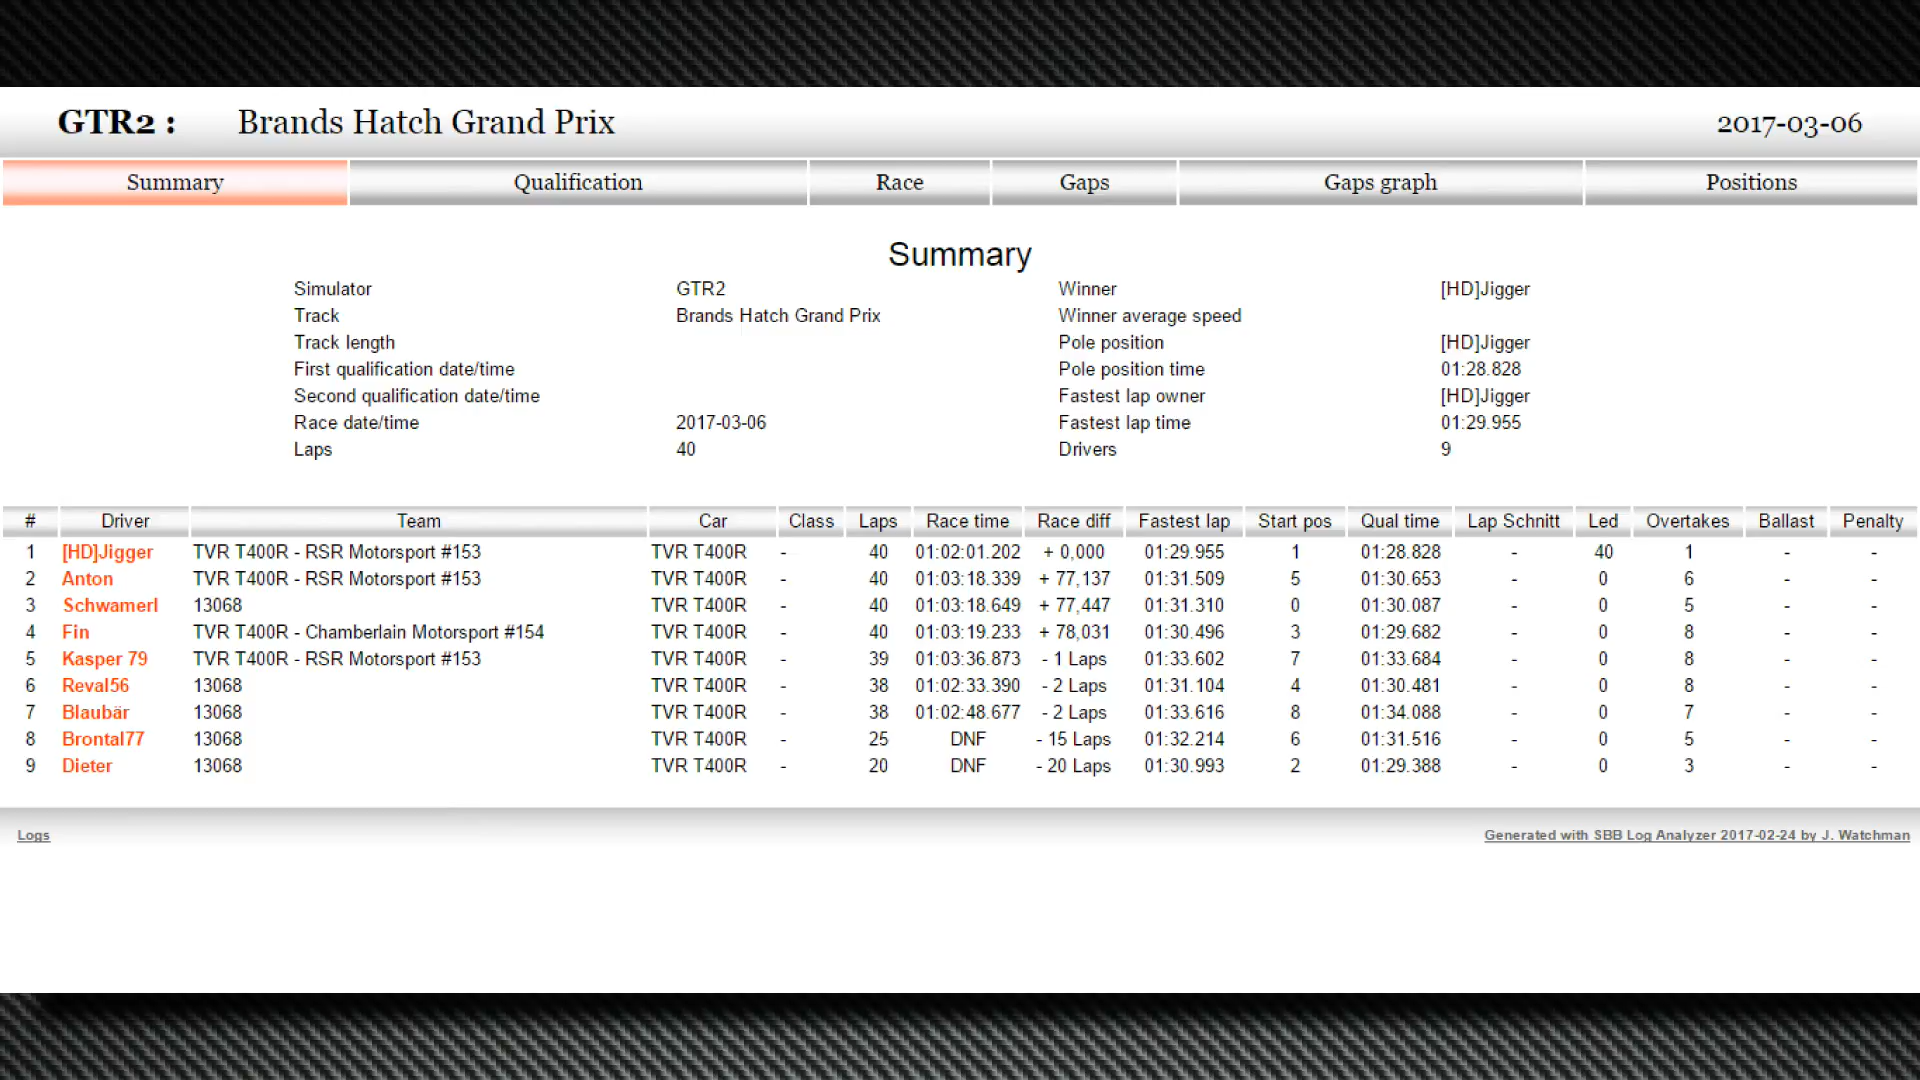 GTR2 : Brands Hatch Grand Prix 2017-03-06
Summary Qualification Race Gaps Gaps graph Positions
Summary
Simulator GTR2 Winner [HD]Jigger
Track Brands Hatch Grand Prix Winner average speed
Track length Pole position [HD]Jigger
First qualification date/time Pole position time 01:28.828
Second qualification date/time Fastest lap owner [HD]Jigger
Race date/time 2017-03-06 Fastest lap time 01:29.955
Laps 40 Drivers 9
# Driver Team Car Class Laps Race time Race diff Fastest lap Start pos Qual time Lap Schnitt Led Overtakes Ballast Penalty
1 [HD]Jigger TVR T400R - RSR Motorsport #153 TVR T400R - 40 01:02:01.202 + 0,000 01:29.955 1 01:28.828 - 40 1 - -
2 Anton TVR T400R - RSR Motorsport #153 TVR T400R - 40 01:03:18.339 + 77,137 01:31.509 5 01:30.653 - 0 6 - -
3 Schwamerl 13068 TVR T400R - 40 01:03:18.649 + 77,447 01:31.310 0 01:30.087 - 0 5 - -
4 Fin TVR T400R - Chamberlain Motorsport #154 TVR T400R - 40 01:03:19.233 + 78,031 01:30.496 3 01:29.682 - 0 8 - -
5 Kasper 79 TVR T400R - RSR Motorsport #153 TVR T400R - 39 01:03:36.873 - 1 Laps 01:33.602 7 01:33.684 - 0 8 - -
6 Reval56 13068 TVR T400R - 38 01:02:33.390 - 2 Laps 01:31.104 4 01:30.481 - 0 8 - -
7 Blaubär 13068 TVR T400R - 38 01:02:48.677 - 2 Laps 01:33.616 8 01:34.088 - 0 7 - -
8 Brontal77 13068 TVR T400R - 25 DNF - 15 Laps 01:32.214 6 01:31.516 - 0 5 - -
9 Dieter 13068 TVR T400R - 20 DNF - 20 Laps 01:30.993 2 01:29.388 - 0 3 - -
Logs Generated with SBB Log Analyzer 2017-02-24 by J. Watchman